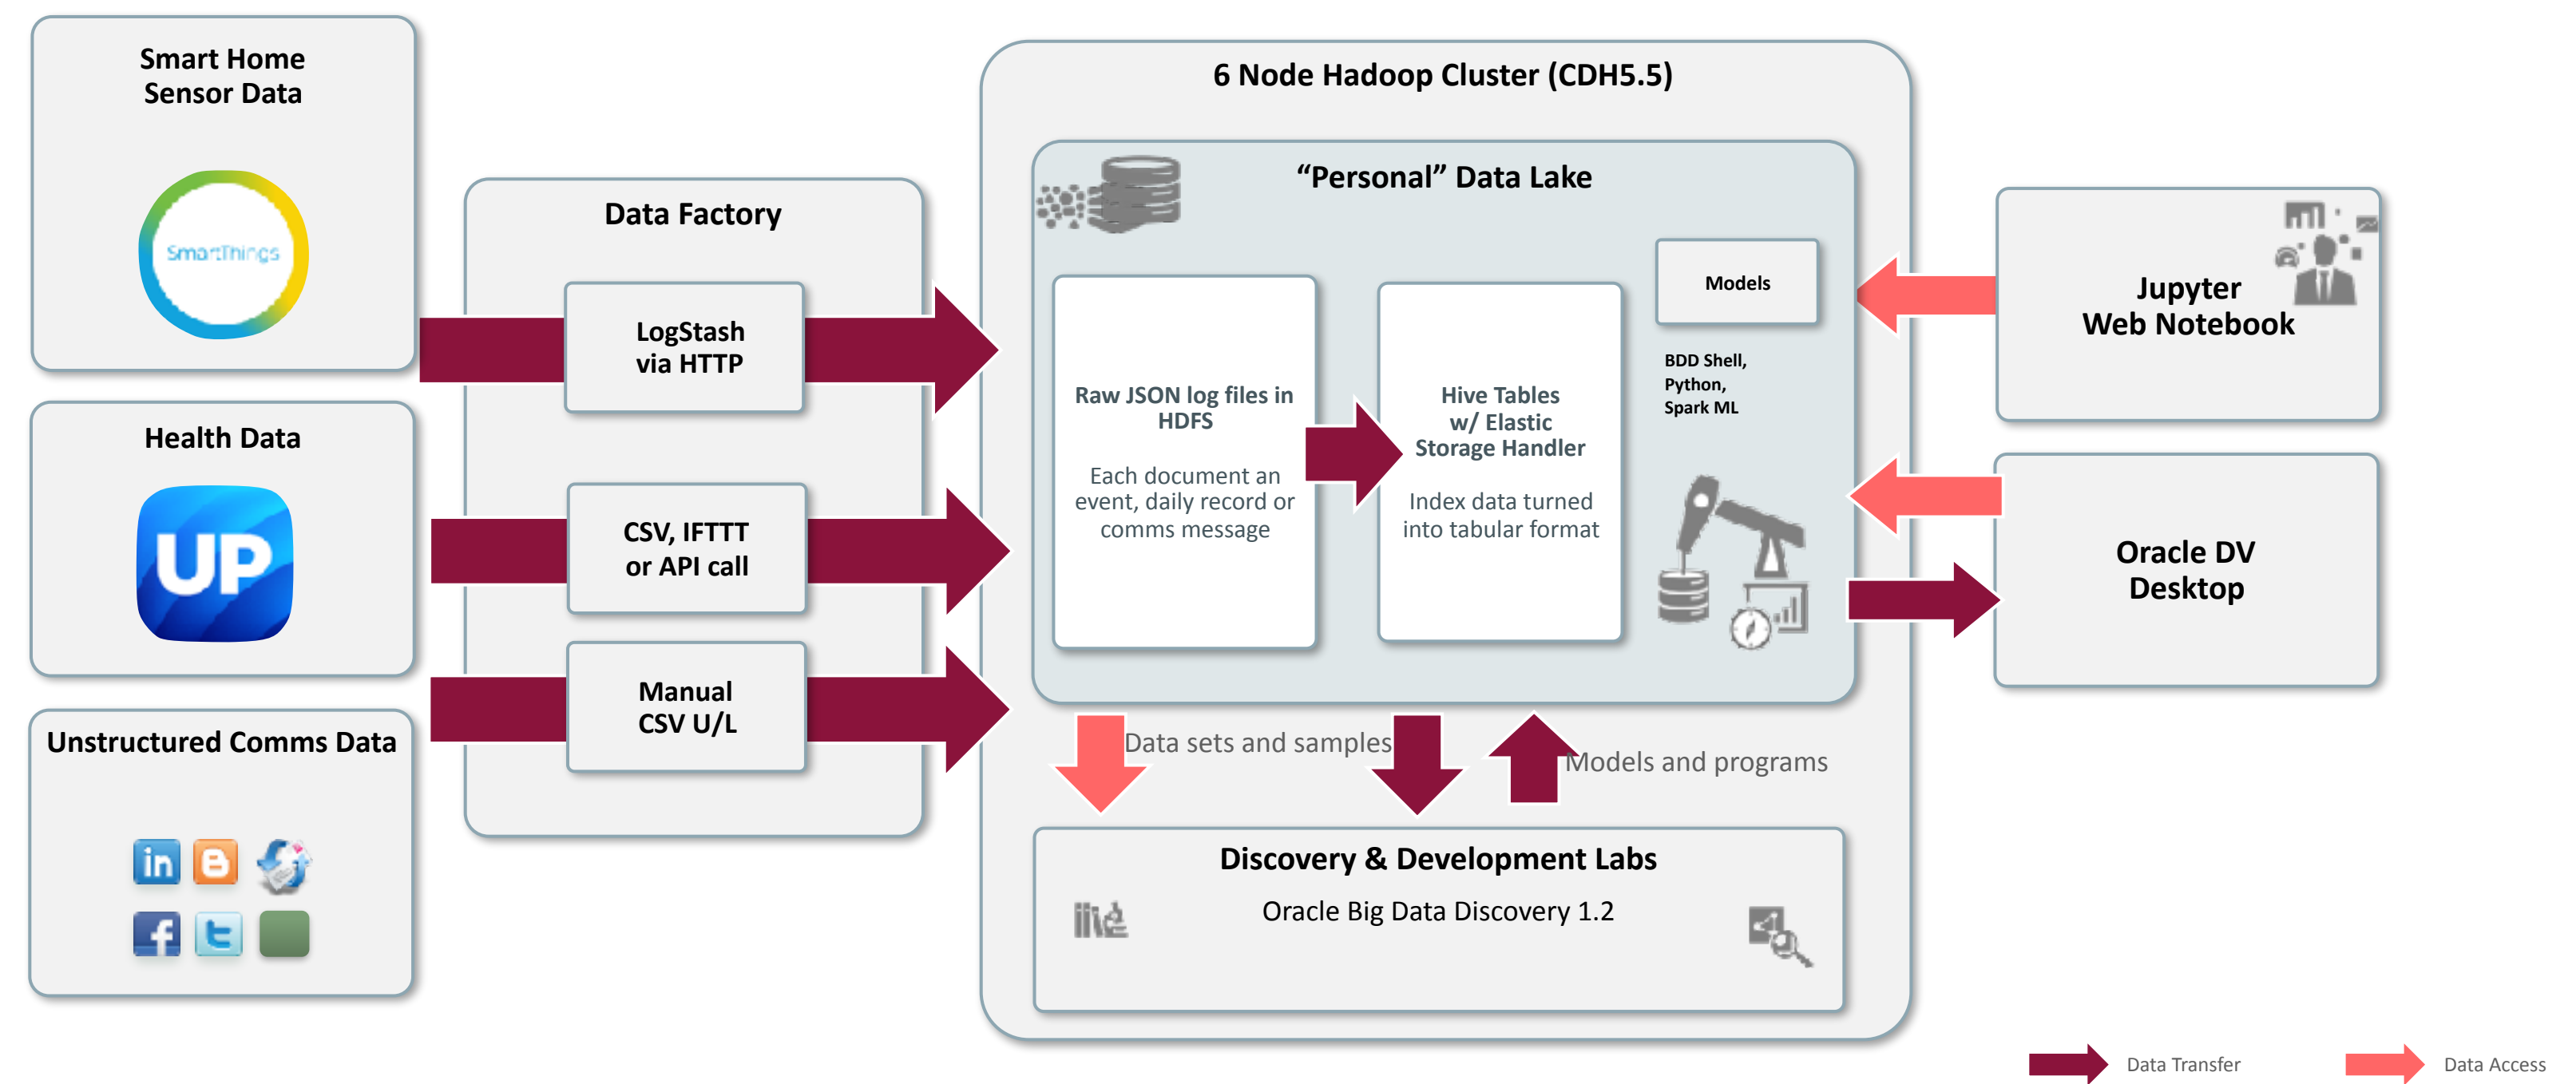 Smart Home
Sensor Data
SmartThings
Health Data
UP
Unstructured Comms Data
in
B
f
t
Data Factory
LogStash
via HTTP
CSV, IFTTT
or API call
Manual
CSV U/L
6 Node Hadoop Cluster (CDH5.5)
“Personal” Data Lake
Raw JSON log files in
HDFS
Each document an
event, daily record or
comms message
Hive Tables
w/ Elastic
Storage Handler
Index data turned
into tabular format
Models
BDD Shell,
Python,
Spark ML
Data sets and samples
Models and programs
Discovery & Development Labs
Oracle Big Data Discovery 1.2
Jupyter
Web Notebook
Oracle DV
Desktop
Data Transfer
Data Access